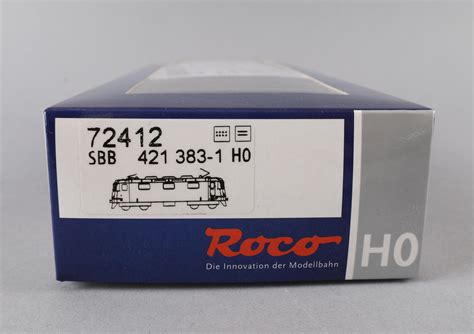 72412
SBB 421 383-1 H0
Roco
Die Innovation der Modellbahn
H0